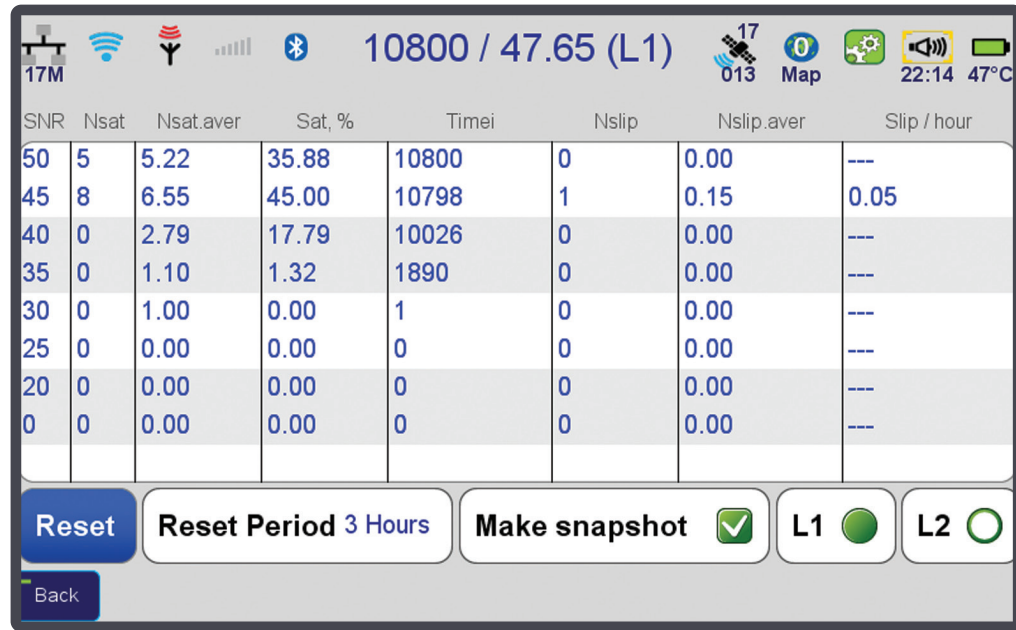 10800 / 47.65 (L1)
17
17M 013 0 Map 22:14 47°C
SNR Nsat Nsat.aver Sat, % Timei Nslip Nslip.aver Slip / hour
50 5 5.22 35.88 10800 0 0.00 ---
45 8 6.55 45.00 10798 1 0.15 0.05
40 0 2.79 17.79 10026 0 0.00 ---
35 0 1.10 1.32 1890 0 0.00 ---
30 0 1.00 0.00 1 0 0.00 ---
25 0 0.00 0.00 0 0 0.00 ---
20 0 0.00 0.00 0 0 0.00 ---
0 0 0.00 0.00 0 0 0.00 ---
Reset Reset Period 3 Hours Make snapshot L1 L2
Back